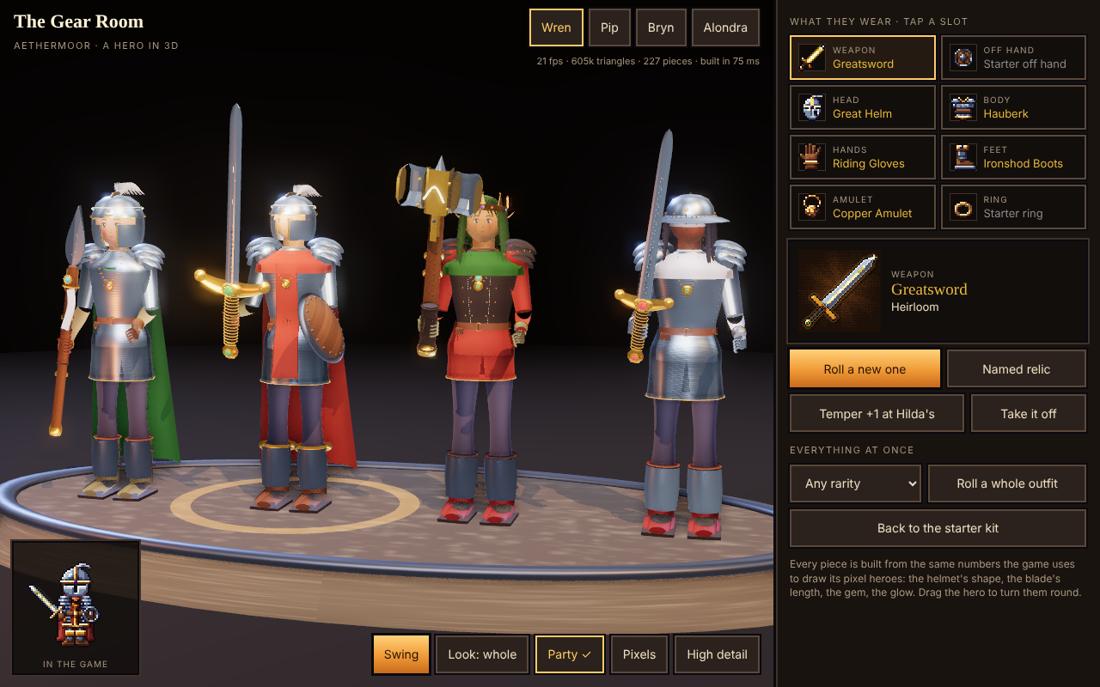 The Gear Room
AETHERMOOR · A HERO IN 3D
Wren
Pip
Bryn
Alondra
21 fps · 605k triangles · 227 pieces · built in 75 ms
WHAT THEY WEAR · TAP A SLOT
WEAPON
Greatsword
OFF HAND
Starter off hand
HEAD
Great Helm
BODY
Hauberk
HANDS
Riding Gloves
FEET
Ironshod Boots
AMULET
Copper Amulet
RING
Starter ring
WEAPON
Greatsword
Heirloom
Roll a new one
Named relic
Temper +1 at Hilda's
Take it off
EVERYTHING AT ONCE
Any rarity
Roll a whole outfit
Back to the starter kit
Every piece is built from the same numbers the game uses
to draw its pixel heroes: the helmet's shape, the blade's
length, the gem, the glow. Drag the hero to turn them round.
IN THE GAME
Swing
Look: whole
Party ✓
Pixels
High detail